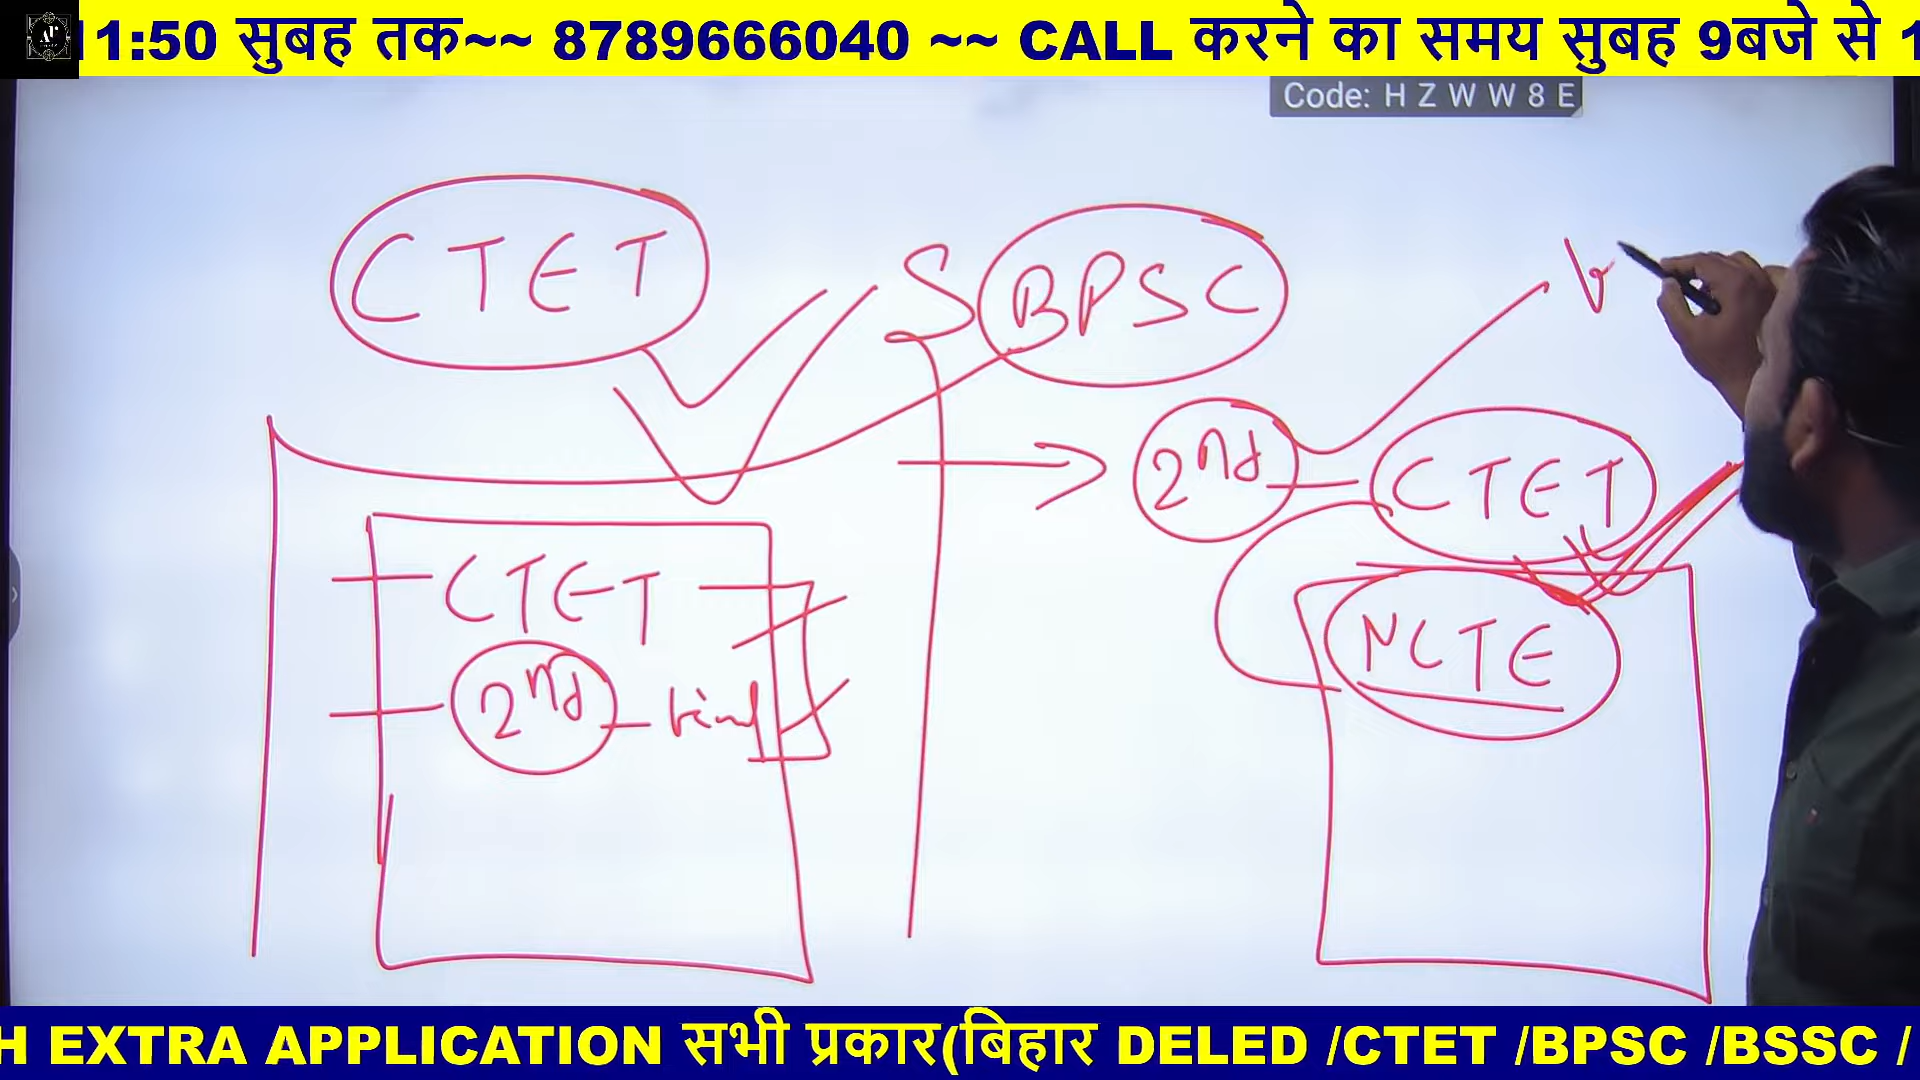 11:50 सुबह तक~~ 8789666040 ~~ CALL करने का समय सुबह 9बजे से 1
Code: HZWW8E
CTET
S BPSC
2nd CTET
CTET
NCTE
2nd
H EXTRA APPLICATION सभी प्रकार(बिहार DELED /CTET /BPSC /BSSC /